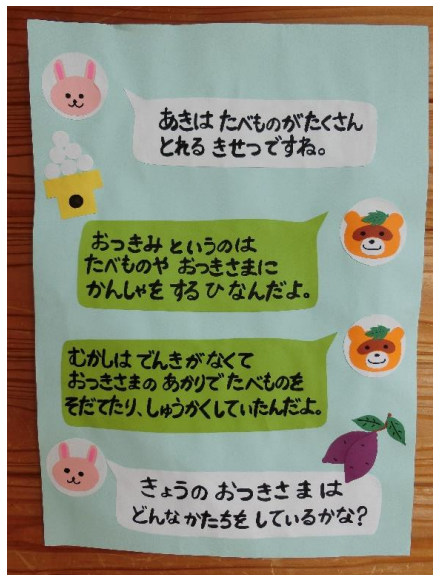 あきは たべものがたくさん
とれる きせつですね。
おつきみ というのは
たべものや おつきさまに
かんしゃを する ひ なんだよ。
むかしは でんきが なくて
おつきさまの あかりで たべものを
そだてたり、しゅうかくしていたんだよ。
きょうの おつきさま は
どんな かたちを しているかな?